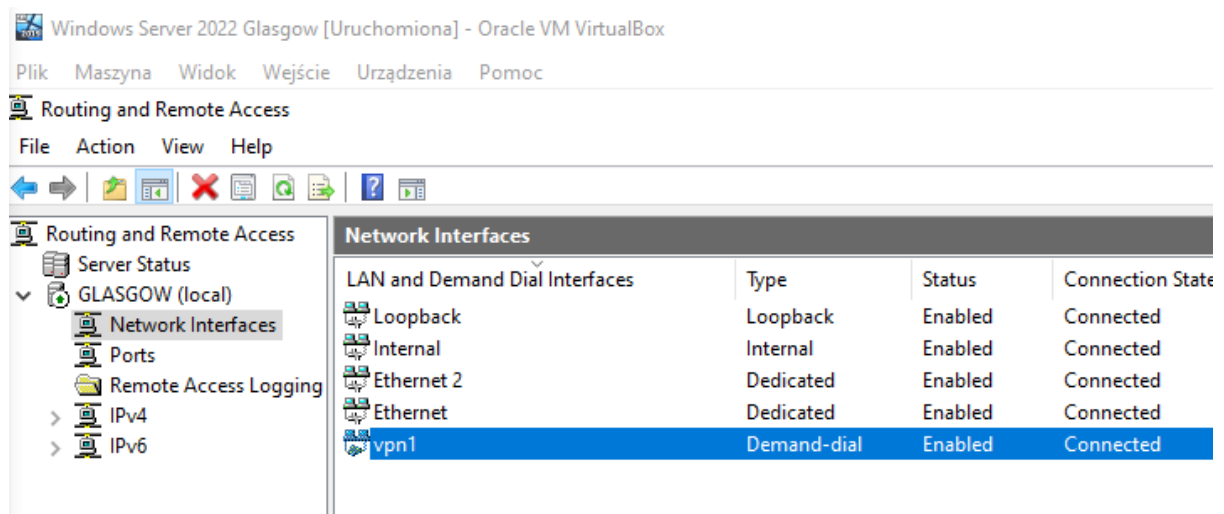 Windows Server 2022 Glasgow [Uruchomiona] - Oracle VM VirtualBox
Plik Maszyna Widok Wejście Urządzenia Pomoc
Routing and Remote Access
File Action View Help
Routing and Remote Access
Server Status
GLASGOW (local)
Network Interfaces
Ports
Remote Access Logging
IPv4
IPv6
Network Interfaces
LAN and Demand Dial Interfaces Type Status Connection State
Loopback Loopback Enabled Connected
Internal Internal Enabled Connected
Ethernet 2 Dedicated Enabled Connected
Ethernet Dedicated Enabled Connected
vpn1 Demand-dial Enabled Connected